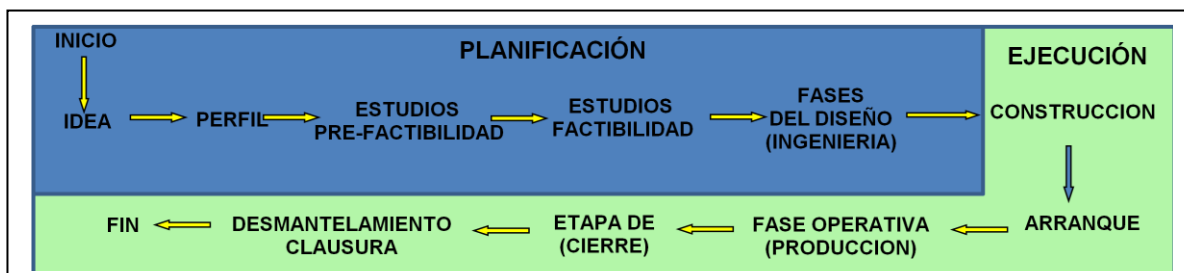 INICIO
PLANIFICACIÓN
EJECUCIÓN
IDEA
PERFIL
ESTUDIOS
PRE-FACTIBILIDAD
ESTUDIOS
FACTIBILIDAD
FASES
DEL DISEÑO
(INGENIERIA)
CONSTRUCCION
ARRANQUE
FASE OPERATIVA
(PRODUCCION)
ETAPA DE
(CIERRE)
DESMANTELAMIENTO
CLAUSURA
FIN